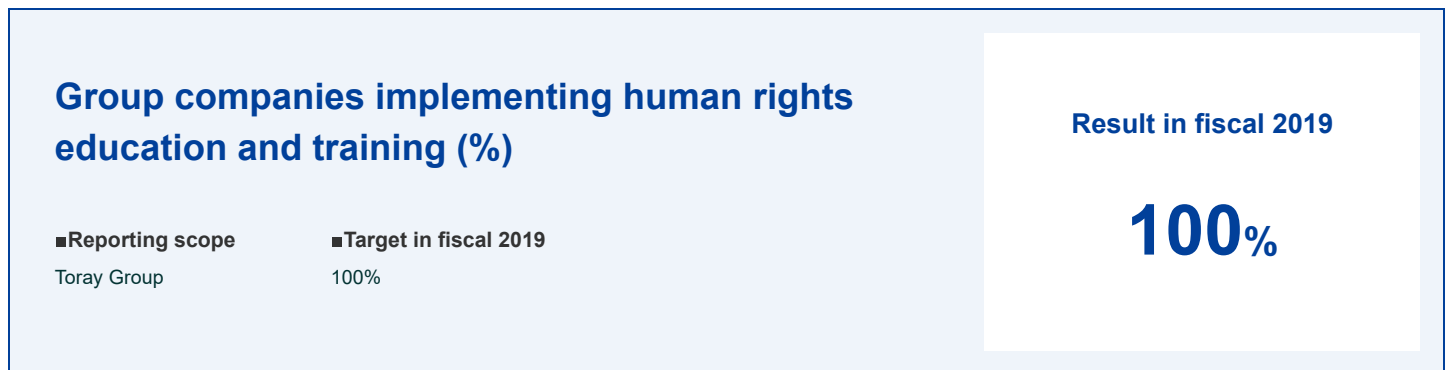 Group companies implementing human rights
education and training (%)
■Reporting scope
Toray Group
■Target in fiscal 2019
100%
Result in fiscal 2019
100%